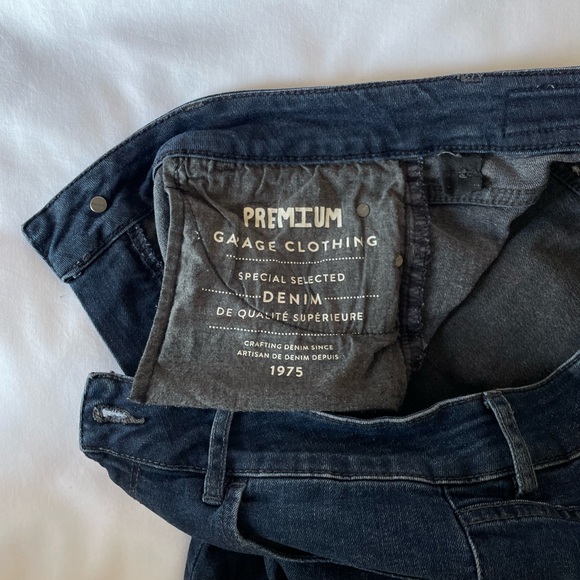 PREMIUM
GARAGE CLOTHING
SPECIAL SELECTED
DENIM
DE QUALITÉ SUPÉRIEURE
CRAFTING DENIM SINCE
ARTISAN DE DENIM DEPUIS
1975